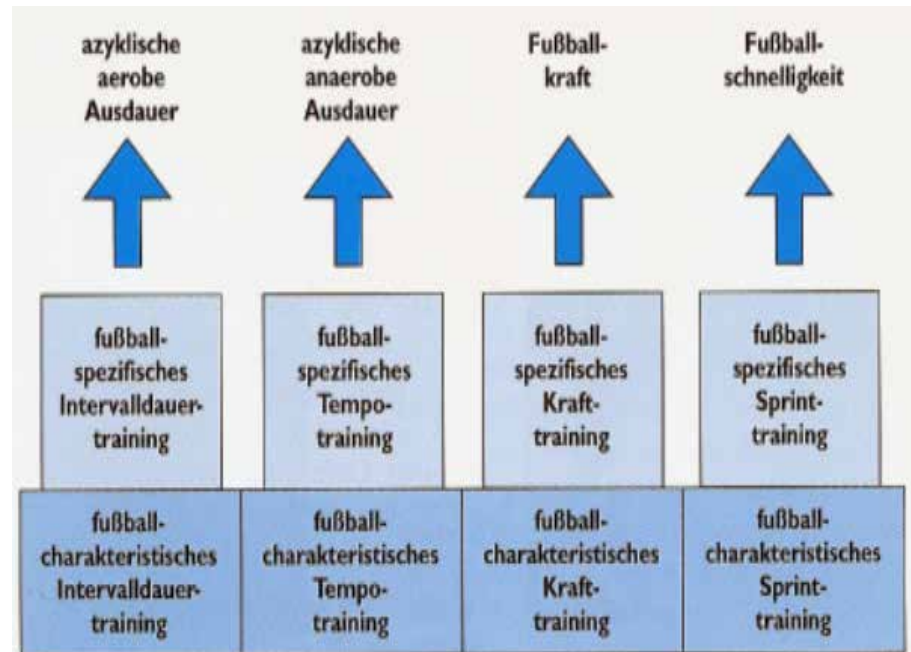 azyklische
aerobe
Ausdauer
azyklische
anaerobe
Ausdauer
Fußball-
kraft
Fußball-
schnelligkeit
fußball-
spezifisches
Intervalldauer-
training
fußball-
spezifisches
Tempo-
training
fußball-
spezifisches
Kraft-
training
fußball-
spezifisches
Sprint-
training
fußball-
charakteristisches
Intervalldauer-
training
fußball-
charakteristisches
Tempo-
training
fußball-
charakteristisches
Kraft-
training
fußball-
charakteristisches
Sprint-
training